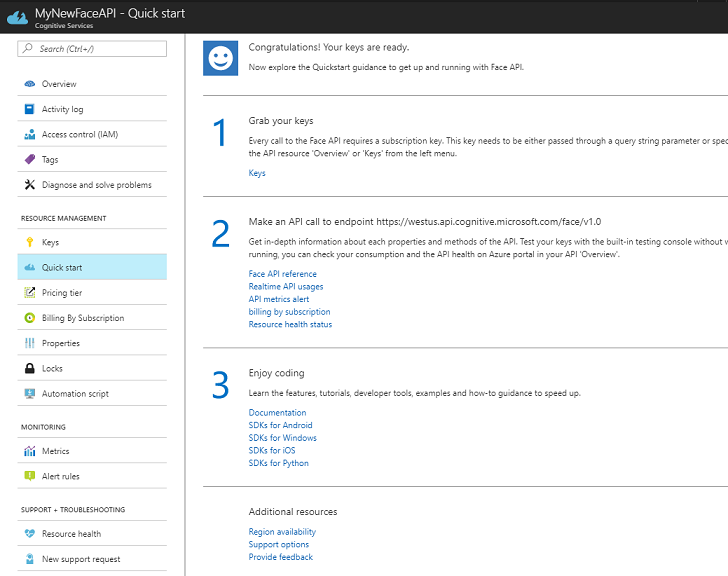 MyNewFaceAPI - Quick start
Cognitive Services
Search (Ctrl+/)
Overview
Activity log
Access control (IAM)
Tags
Diagnose and solve problems
RESOURCE MANAGEMENT
Keys
Quick start
Pricing tier
Billing By Subscription
Properties
Locks
Automation script
MONITORING
Metrics
Alert rules
SUPPORT + TROUBLESHOOTING
Resource health
New support request
Congratulations! Your keys are ready.
Now explore the Quickstart guidance to get up and running with Face API.
1
Grab your keys
Every call to the Face API requires a subscription key. This key needs to be either passed through a query string parameter or spec
the API resource 'Overview' or 'Keys' from the left menu.
Keys
2
Make an API call to endpoint https://westus.api.cognitive.microsoft.com/face/v1.0
Get in-depth information about each properties and methods of the API. Test your keys with the built-in testing console without
running, you can check your consumption and the API health on Azure portal in your API 'Overview'.
Face API reference
Realtime API usages
API metrics alert
billing by subscription
Resource health status
3
Enjoy coding
Learn the features, tutorials, developer tools, examples and how-to guidance to speed up.
Documentation
SDKs for Android
SDKs for Windows
SDKs for iOS
SDKs for Python
Additional resources
Region availability
Support options
Provide feedback